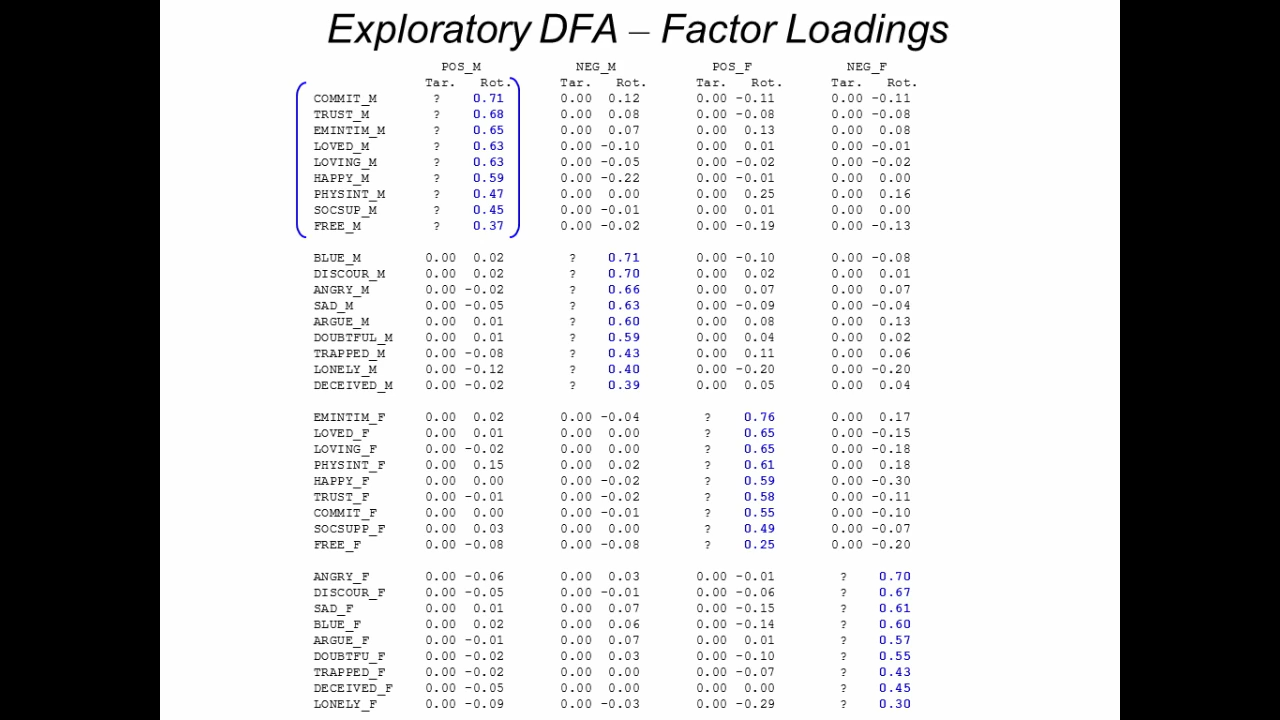 Exploratory DFA – Factor Loadings
POS_M NEG_M POS_F NEG_F
Tar. Rot. Tar. Rot. Tar. Rot. Tar. Rot.
COMMIT_M ? 0.71 0.00 0.12 0.00 -0.11 0.00 -0.11
TRUST_M ? 0.68 0.00 0.08 0.00 -0.08 0.00 -0.08
EMINTIM_M ? 0.65 0.00 0.07 0.00 0.13 0.00 0.08
LOVED_M ? 0.63 0.00 -0.10 0.00 0.01 0.00 -0.01
LOVING_M ? 0.63 0.00 -0.05 0.00 -0.02 0.00 -0.02
HAPPY_M ? 0.59 0.00 -0.22 0.00 -0.01 0.00 0.00
PHYSINT_M ? 0.47 0.00 0.00 0.00 0.25 0.00 0.16
SOCSUP_M ? 0.45 0.00 -0.01 0.00 0.01 0.00 0.00
FREE_M ? 0.37 0.00 -0.02 0.00 -0.19 0.00 -0.13
BLUE_M 0.00 0.02 ? 0.71 0.00 -0.10 0.00 -0.08
DISCOUR_M 0.00 0.02 ? 0.70 0.00 0.02 0.00 0.01
ANGRY_M 0.00 -0.02 ? 0.66 0.00 0.07 0.00 0.07
SAD_M 0.00 -0.05 ? 0.63 0.00 -0.09 0.00 -0.04
ARGUE_M 0.00 0.01 ? 0.60 0.00 0.08 0.00 0.13
DOUBTFUL_M 0.00 0.01 ? 0.59 0.00 0.04 0.00 0.02
TRAPPED_M 0.00 -0.08 ? 0.43 0.00 0.11 0.00 0.06
LONELY_M 0.00 -0.12 ? 0.40 0.00 -0.20 0.00 -0.20
DECEIVED_M 0.00 -0.02 ? 0.39 0.00 0.05 0.00 0.04
EMINTIM_F 0.00 0.02 0.00 -0.04 ? 0.76 0.00 0.17
LOVED_F 0.00 0.01 0.00 0.00 ? 0.65 0.00 -0.15
LOVING_F 0.00 -0.02 0.00 0.00 ? 0.65 0.00 -0.18
PHYSINT_F 0.00 0.15 0.00 0.02 ? 0.61 0.00 0.18
HAPPY_F 0.00 0.00 0.00 -0.02 ? 0.59 0.00 -0.30
TRUST_F 0.00 -0.01 0.00 -0.02 ? 0.58 0.00 -0.11
COMMIT_F 0.00 0.00 0.00 -0.01 ? 0.55 0.00 -0.10
SOCSUPP_F 0.00 0.03 0.00 0.00 ? 0.49 0.00 -0.07
FREE_F 0.00 -0.08 0.00 -0.08 ? 0.25 0.00 -0.20
ANGRY_F 0.00 -0.06 0.00 0.03 0.00 -0.01 ? 0.70
DISCOUR_F 0.00 -0.05 0.00 -0.01 0.00 -0.06 ? 0.67
SAD_F 0.00 0.01 0.00 0.07 0.00 -0.15 ? 0.61
BLUE_F 0.00 0.02 0.00 0.06 0.00 -0.14 ? 0.60
ARGUE_F 0.00 -0.01 0.00 0.07 0.00 0.01 ? 0.57
DOUBTFU_F 0.00 -0.02 0.00 0.03 0.00 -0.10 ? 0.55
TRAPPED_F 0.00 -0.02 0.00 0.00 0.00 -0.07 ? 0.43
DECEIVED_F 0.00 -0.05 0.00 0.00 0.00 0.00 ? 0.45
LONELY_F 0.00 -0.09 0.00 -0.03 0.00 -0.29 ? 0.30